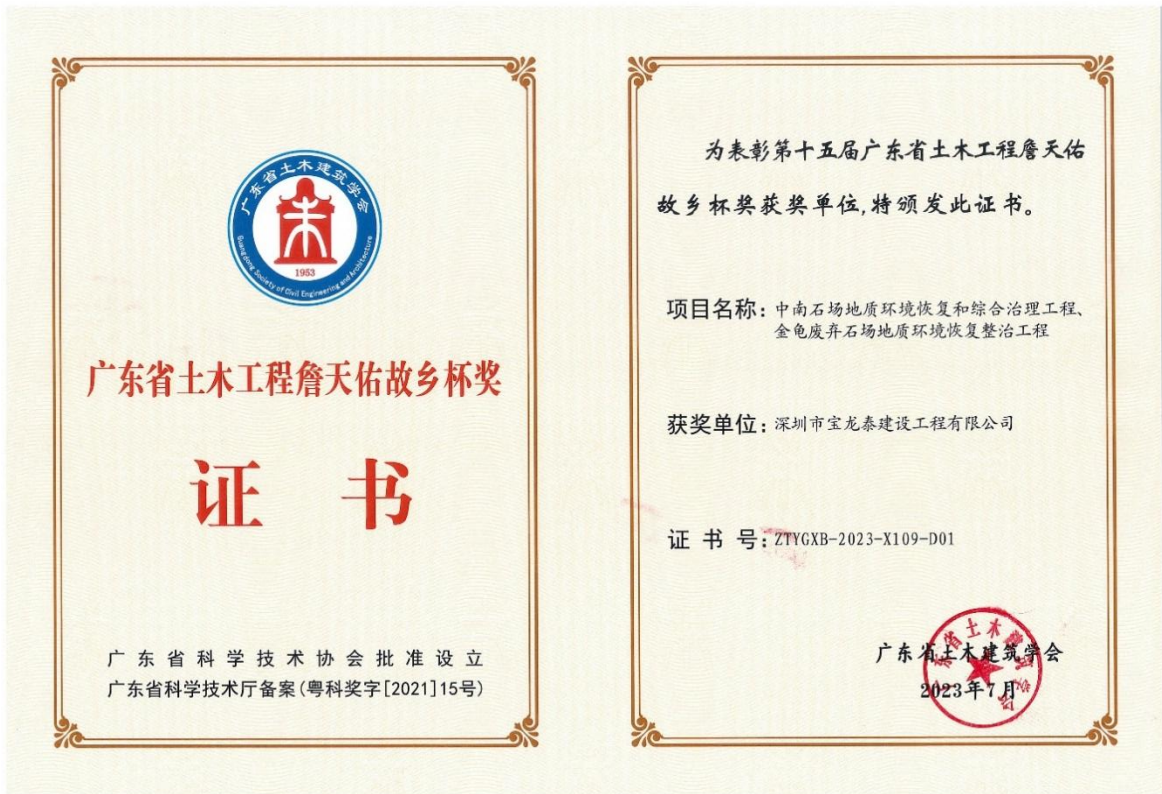 广东省土木建筑学会
1953
Guangdong Society of Civil Engineering and Architecture
广东省土木工程詹天佑故乡杯奖
证 书
广东省科学技术协会批准设立
广东省科学技术厅备案(粤科奖字[2021]15号)
为表彰第十五届广东省土木工程詹天佑
故乡杯奖获奖单位,特颁发此证书。
项目名称:中南石场地质环境恢复和综合治理工程、
金龟废弃石场地质环境恢复整治工程
获奖单位:深圳市宝龙泰建设工程有限公司
证 书 号:ZTYGXB-2023-X109-D01
广东省土木建筑学会
2023年7月
广东省土木建筑学会